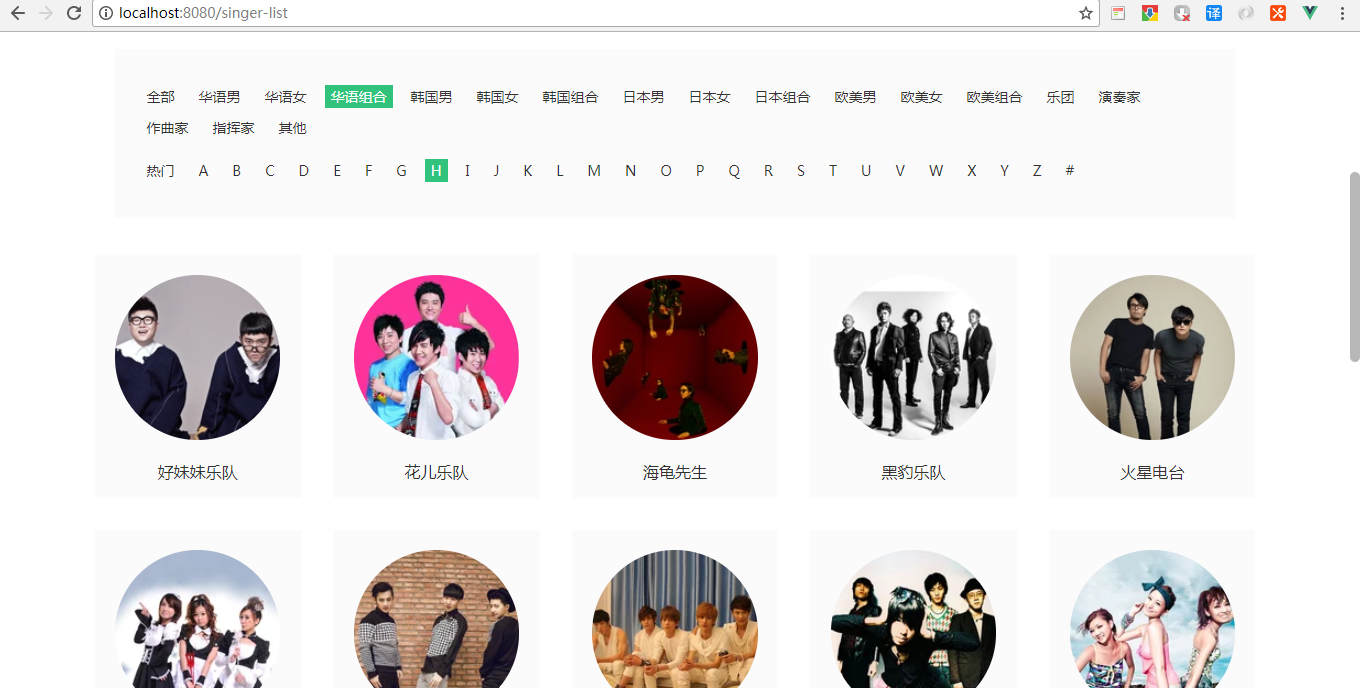 localhost:8080/singer-list
译
全部 华语男 华语女 华语组合 韩国男 韩国女 韩国组合 日本男 日本女 日本组合 欧美男 欧美女 欧美组合 乐团 演奏家
作曲家 指挥家 其他
热门 A B C D E F G H I J K L M N O P Q R S T U V W X Y Z #
好妹妹乐队 花儿乐队 海龟先生 黑豹乐队 火星电台